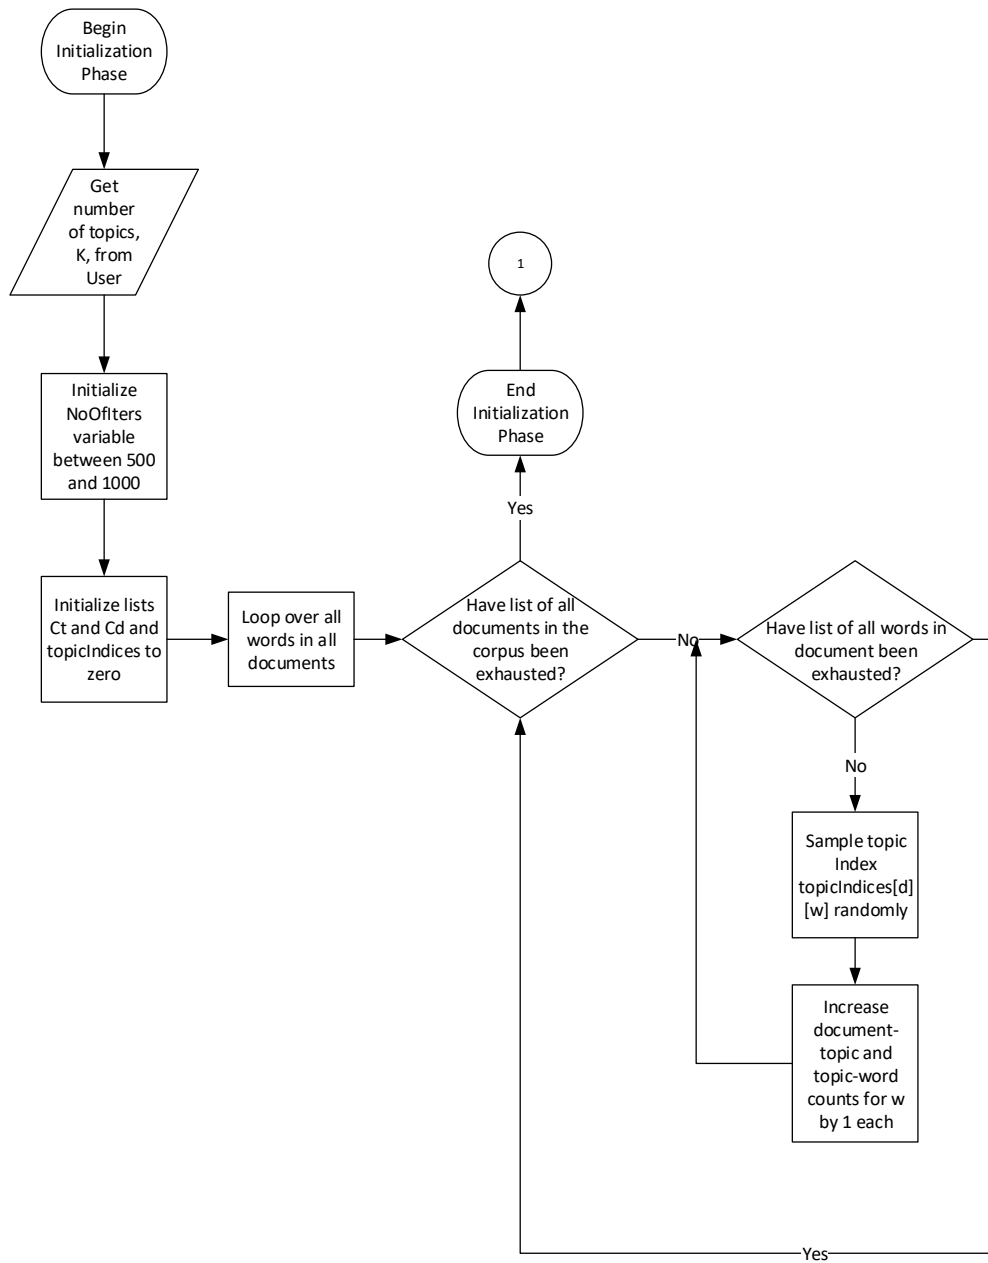 Begin
Initialization
Phase
Get
number
of topics,
K, from
User
Initialize
NoOfIters
variable
between 500
and 1000
Initialize lists
Ct and Cd and
topicIndices to
zero
Loop over all
words in all
documents
Have list of all
documents in the
corpus been
exhausted?
Yes
End
Initialization
Phase
1
No
Have list of all words in
document been
exhausted?
No
Sample topic
Index
topicIndices[d]
[w] randomly
Increase
document-
topic and
topic-word
counts for w
by 1 each
Yes